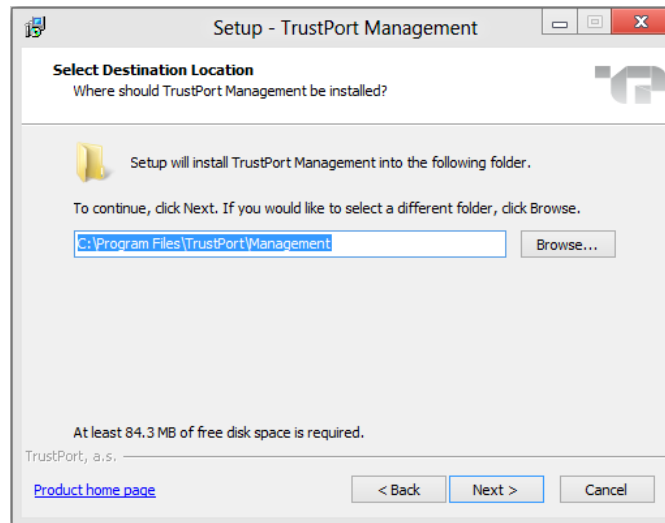 Setup - TrustPort Management
Select Destination Location
Where should TrustPort Management be installed?
Setup will install TrustPort Management into the following folder.
To continue, click Next. If you would like to select a different folder, click Browse.
C:\Program Files\TrustPort\Management
Browse...
At least 84.3 MB of free disk space is required.
TrustPort, a.s.
Product home page
< Back
Next >
Cancel